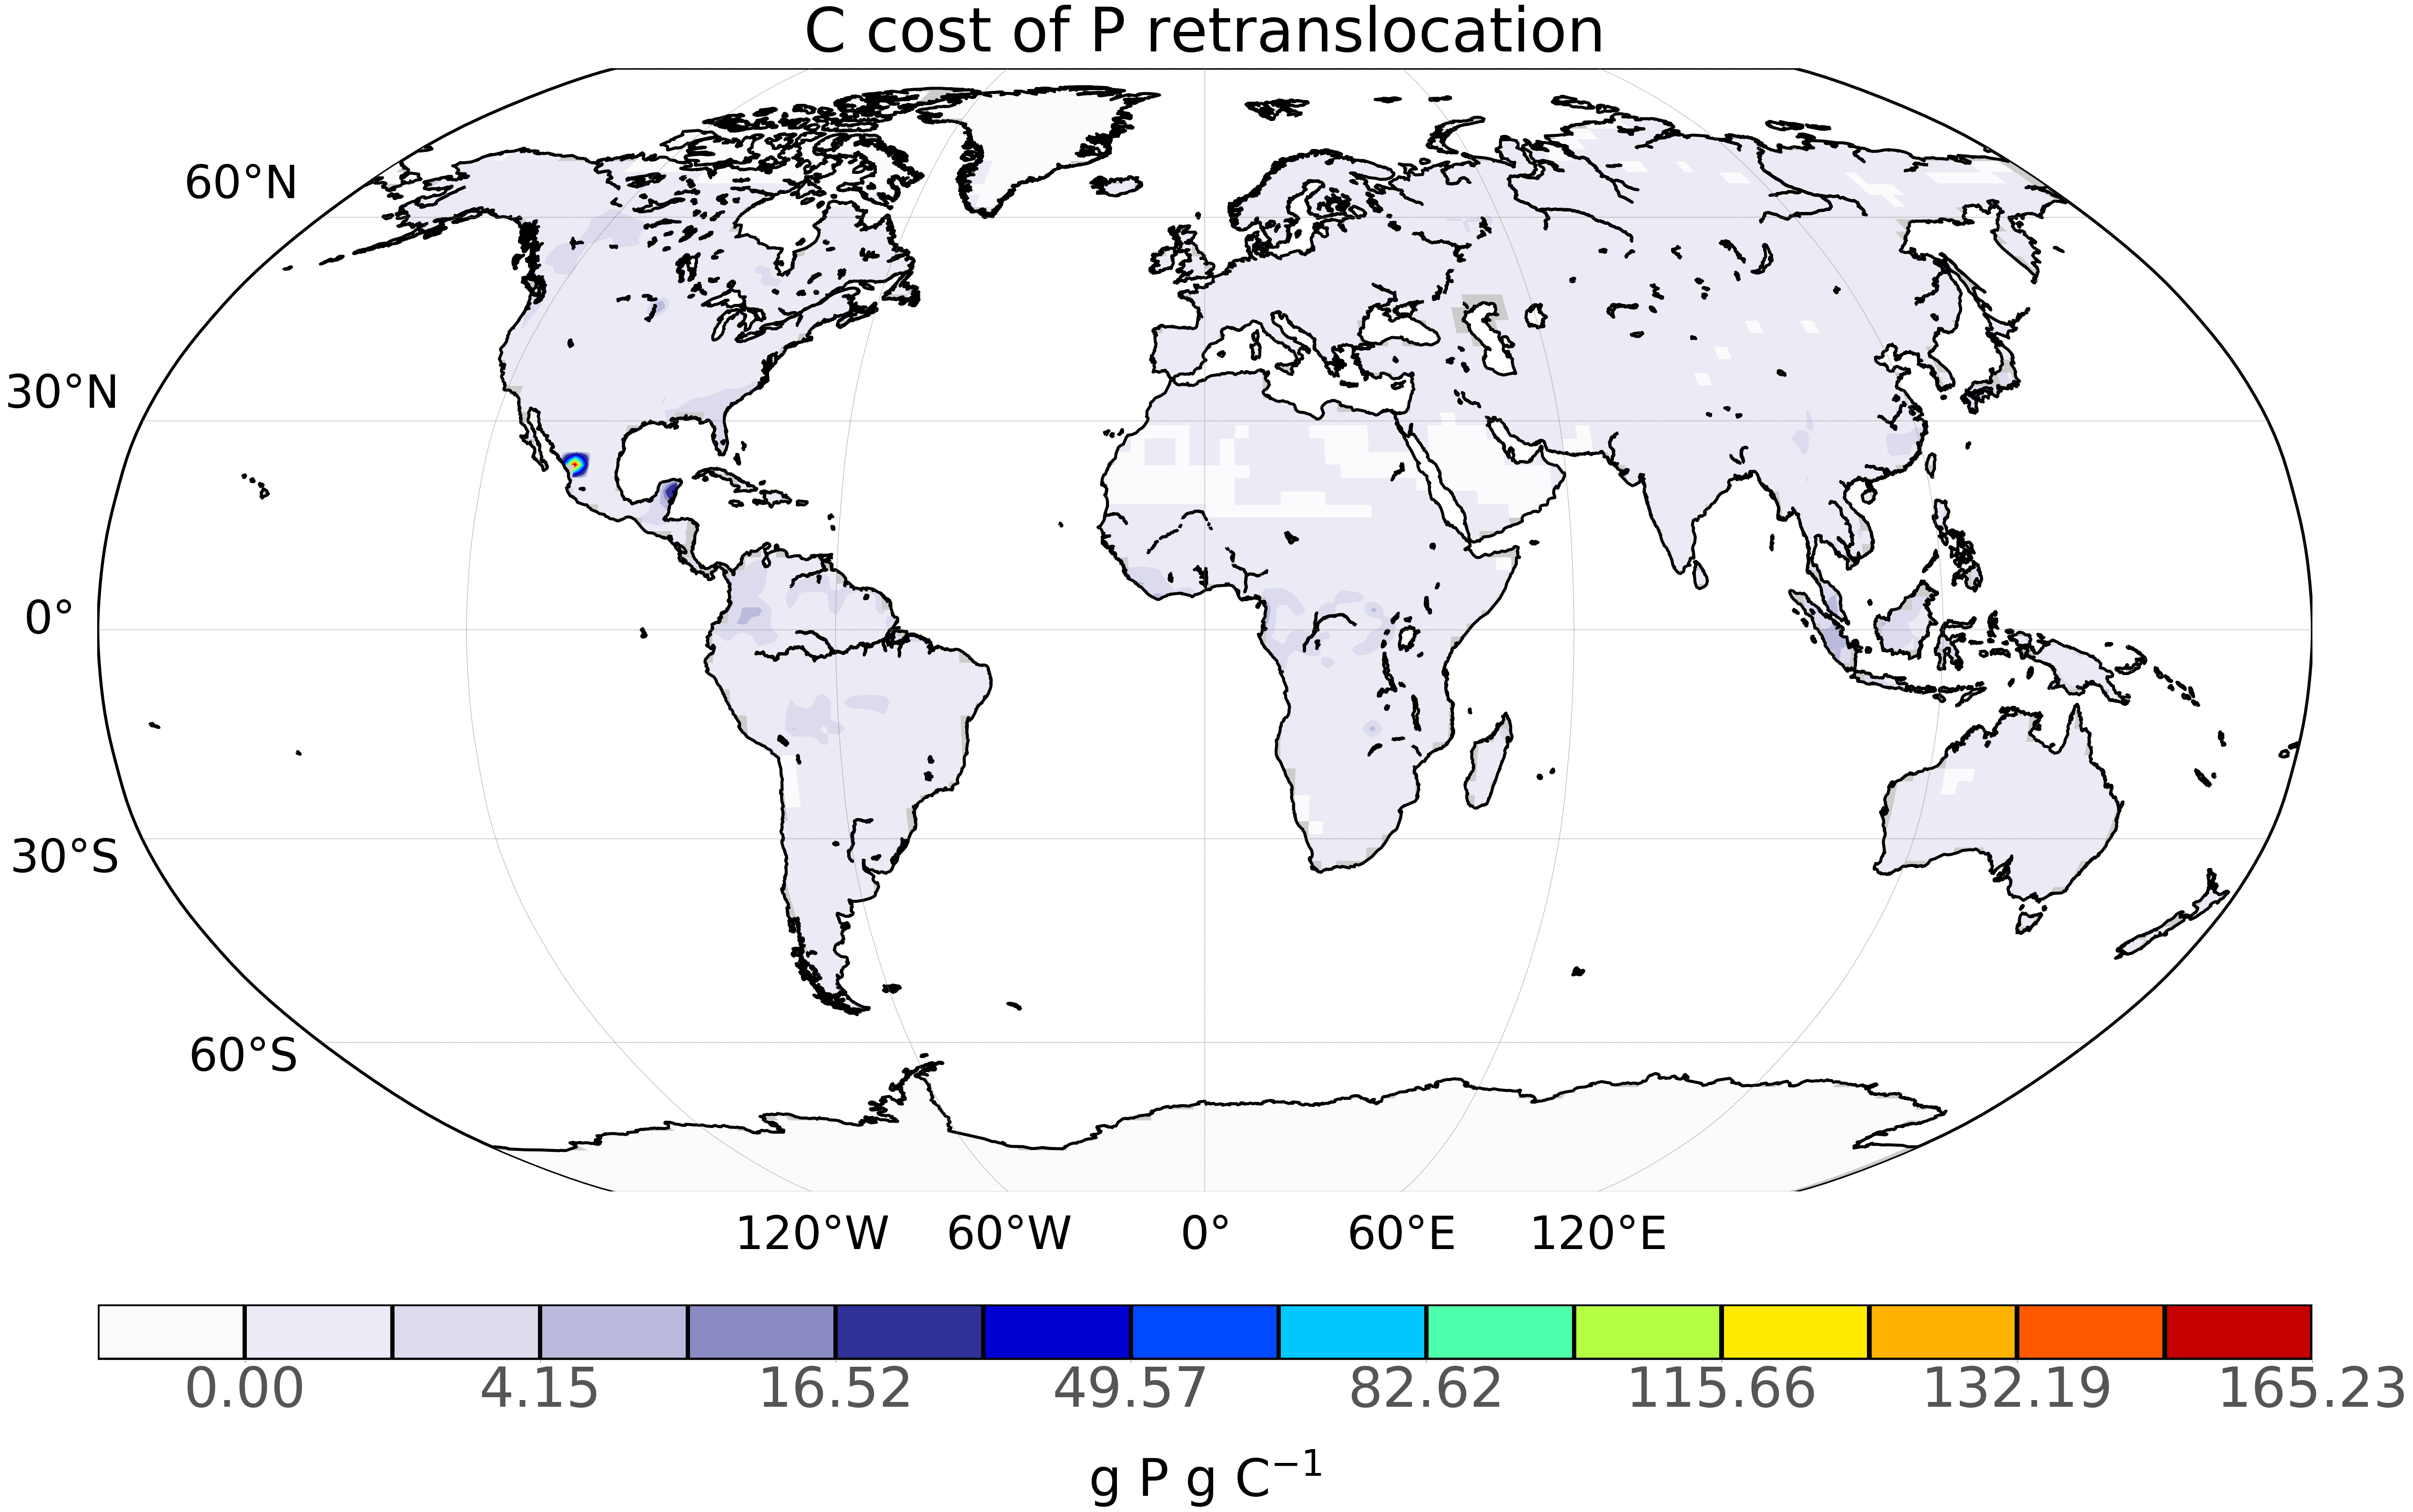 C cost of P retranslocation
60°N
30°N
0°
30°S
60°S
120°W 60°W 0° 60°E 120°E
0.00 4.15 16.52 49.57 82.62 115.66 132.19 165.23
g P g C⁻¹